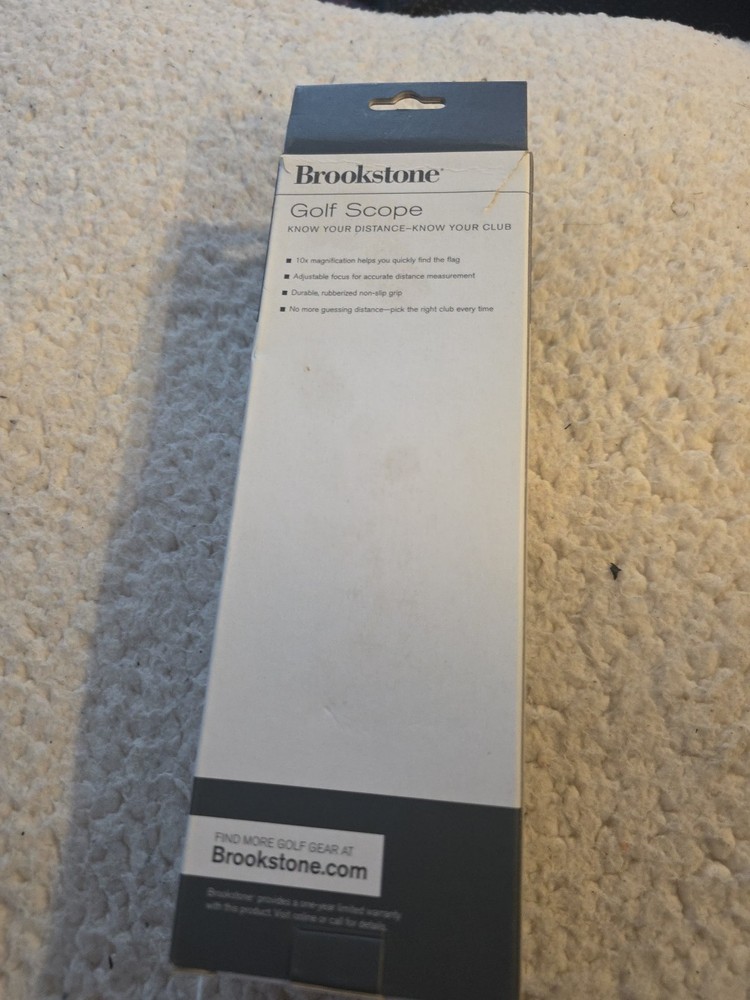 Brookstone®
Golf Scope
KNOW YOUR DISTANCE–KNOW YOUR CLUB
■ 10x magnification helps you quickly find the flag
■ Adjustable focus for accurate distance measurement
■ Durable, rubberized non-slip grip
■ No more guessing distance—pick the right club every time
FIND MORE GOLF GEAR AT
Brookstone.com
Brookstone® provides a one-year limited warranty
with this product. Visit online or call for details.